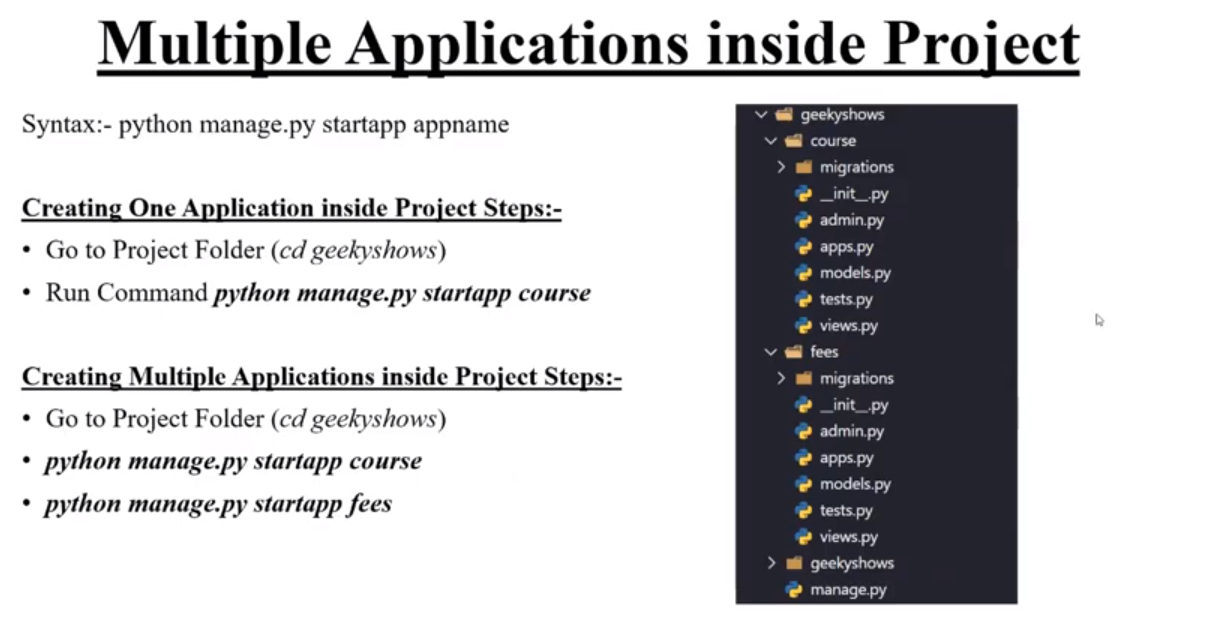 Multiple Applications inside Project
Syntax:- python manage.py startapp appname
Creating One Application inside Project Steps:-
• Go to Project Folder (cd geekyshows)
• Run Command python manage.py startapp course
Creating Multiple Applications inside Project Steps:-
• Go to Project Folder (cd geekyshows)
• python manage.py startapp course
• python manage.py startapp fees
geekyshows
course
migrations
__init__.py
admin.py
apps.py
models.py
tests.py
views.py
fees
migrations
__init__.py
admin.py
apps.py
models.py
tests.py
views.py
geekyshows
manage.py